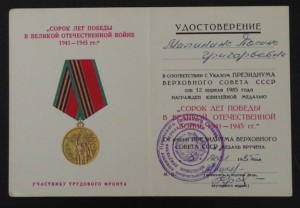 "СОРОК ЛЕТ ПОБЕДЫ
В ВЕЛИКОЙ ОТЕЧЕСТВЕННОЙ ВОЙНЕ
1941—1945 гг."
УЧАСТНИКУ ТРУДОВОГО ФРОНТА
УДОСТОВЕРЕНИЕ
Григорьевна
В СООТВЕТСТВИИ С УКАЗОМ ПРЕЗИДИУМА
ВЕРХОВНОГО СОВЕТА СССР
ОТ 12 АПРЕЛЯ 1985 ГОДА
НАГРАЖДЕН ЮБИЛЕЙНОЙ МЕДАЛЬЮ
"СОРОК ЛЕТ ПОБЕДЫ
В ВЕЛИКОЙ ОТЕЧЕСТВЕННОЙ
ВОЙНЕ 1941—1945 гг."
ОТ ИМЕНИ ПРЕЗИДИУМА ВЕРХОВНОГО
СОВЕТА СССР МЕДАЛЬ ВРУЧЕНА